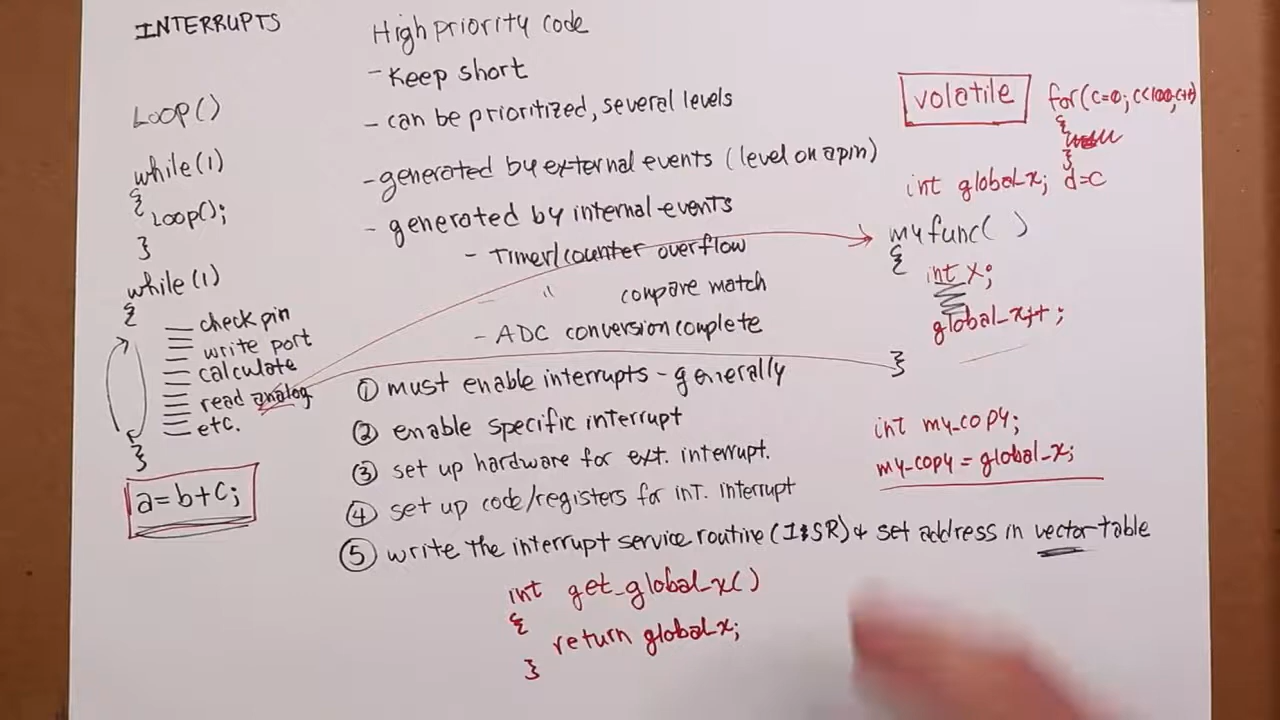 INTERRUPTS
LOOP()
while(1)
{
LOOP();
}
while(1)
{
check pin
write port
calculate
read analog
etc.
}
a=b+c;
High priority code
- Keep short
- can be prioritized, several levels
- generated by external events (level on a pin)
- generated by internal events
- Timer/counter overflow
- " compare match
- ADC conversion complete
① must enable interrupts - generally
② enable specific interrupt
③ set up hardware for ext. interrupt.
④ set up code/registers for int. interrupt
⑤ write the interrupt service routine (ISR) & set address in vector table
int get_global_x()
{
return global_x;
}
volatile
for(c=0; c<100; c++)
{
}
int global_x; d=c
myfunc( )
{
int x;
global_x++;
}
int my_copy;
my_copy = global_x;